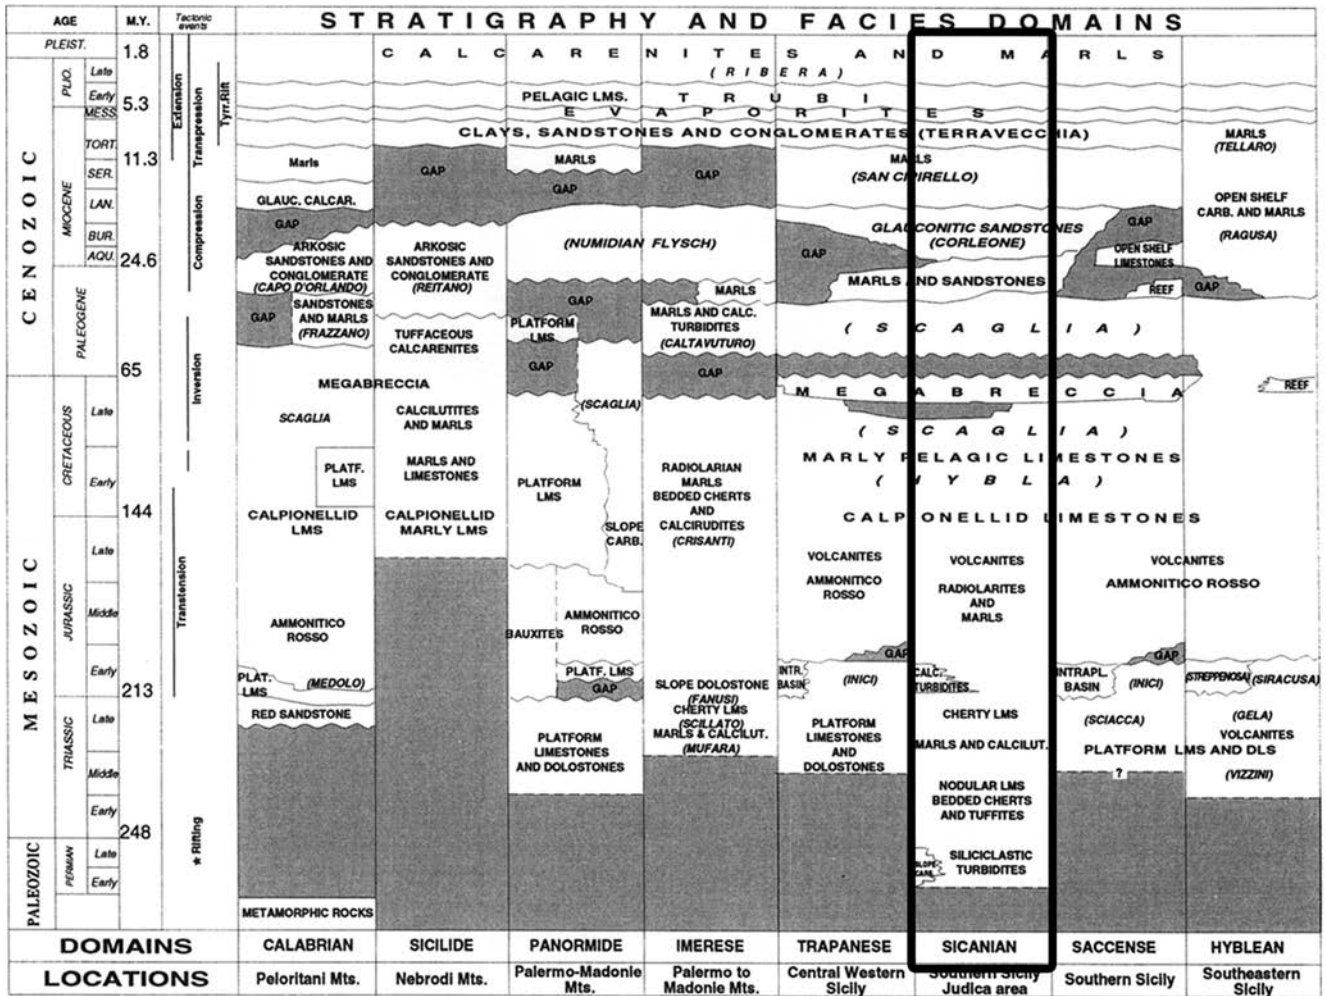 AGE M.Y. Tectonic events STRATIGRAPHY AND FACIES DOMAINS
PLEIST. 1.8 CALCARENITES AND MARLS
(RIBERA)
CENOZOIC
PLIO. Late
Early 5.3 PELAGIC LMS. TRUBI
MIOCENE
MESS. EVAPORITES
TORT. CLAYS, SANDSTONES AND CONGLOMERATES (TERRAVECCHIA)
11.3
SER.
LAN.
BUR.
AQU. 24.6
PALEOGENE
65
MESOZOIC
CRETACEOUS
Late
Early
144
JURASSIC
Late
Middle
Early
213
TRIASSIC
Late
Middle
Early
248
PALEOZOIC
PERMIAN
Late
Early
Extension
Transpression
Tyrr.Rift
Compression
Inversion
Transtension
★ Rifting
Marls
GLAUC. CALCAR.
GAP
ARKOSIC
SANDSTONES AND
CONGLOMERATE
(CAPO D'ORLANDO)
GAP
SANDSTONES
AND MARLS
(FRAZZANO)
MEGABRECCIA
SCAGLIA
PLATF.
LMS
CALPIONELLID
LMS
AMMONITICO
ROSSO
PLAT.
LMS
(MEDOLO)
RED SANDSTONE
METAMORPHIC ROCKS
GAP
ARKOSIC
SANDSTONES AND
CONGLOMERATE
(REITANO)
TUFFACEOUS
CALCARENITES
CALCILUTITES
AND MARLS
MARLS AND
LIMESTONES
CALPIONELLID
MARLY LMS
MARLS
GAP
(NUMIDIAN FLYSCH)
GAP
PLATFORM
LMS
GAP
(SCAGLIA)
PLATFORM
LMS
SLOPE
CARB.
AMMONITICO
ROSSO
BAUXITES
PLATF. LMS
GAP
PLATFORM
LIMESTONES
AND DOLOSTONES
GAP
MARLS
MARLS AND CALC.
TURBIDITES
(CALTAVUTURO)
GAP
RADIOLARIAN
MARLS
BEDDED CHERTS
AND
CALCIRUDITES
(CRISANTI)
SLOPE DOLOSTONE
(FANUSI)
CHERTY LMS
(SCILLATO)
MARLS & CALCILUT.
(MUFARA)
MARLS
(SAN CIPIRELLO)
GLAUCONITIC SANDSTONES
(CORLEONE)
GAP
GAP
OPEN SHELF
LIMESTONES
MARLS AND SANDSTONES
REEF
(SCAGLIA)
MEGABRECCIA
(SCAGLIA)
MARLY PELAGIC LIMESTONES
(HYBLA)
CALPIONELLID LIMESTONES
VOLCANITES
AMMONITICO
ROSSO
GAP
INTR.
BASIN
(INICI)
PLATFORM
LIMESTONES
AND
DOLOSTONES
VOLCANITES
RADIOLARITES
AND
MARLS
CALC.
TURBIDITES
CHERTY LMS
MARLS AND CALCILUT.
NODULAR LMS
BEDDED CHERTS
AND TUFFITES
SLOPE
CARB.
SILICICLASTIC
TURBIDITES
VOLCANITES
AMMONITICO ROSSO
GAP
INTRAPL.
BASIN
(INICI)
(SCIACCA)
PLATFORM LMS AND DLS
?
MARLS
(TELLARO)
OPEN SHELF
CARB. AND MARLS
(RAGUSA)
GAP
REEF
(STREPPENOSA)
(SIRACUSA)
(GELA)
VOLCANITES
(VIZZINI)
DOMAINS CALABRIAN SICILIDE PANORMIDE IMERESE TRAPANESE SICANIAN SACCENSE HYBLEAN
LOCATIONS Peloritani Mts. Nebrodi Mts. Palermo-Madonie Mts. Palermo to Madonie Mts. Central Western Sicily Southern Sicily Judica area Southern Sicily Southeastern Sicily